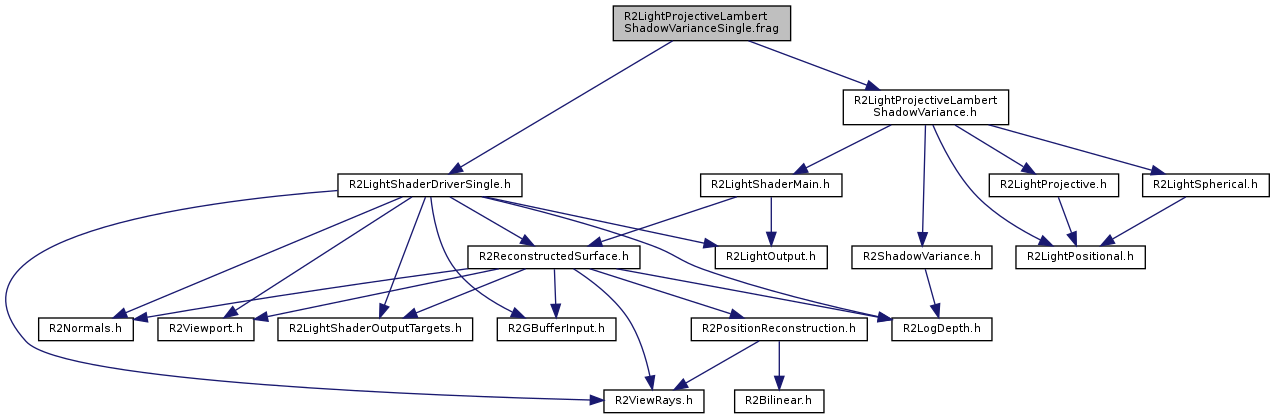 R2LightProjectiveLambert
ShadowVarianceSingle.frag
R2LightProjectiveLambert
ShadowVariance.h
R2LightShaderDriverSingle.h
R2LightShaderMain.h
R2LightProjective.h
R2LightSpherical.h
R2ReconstructedSurface.h
R2LightOutput.h
R2ShadowVariance.h
R2LightPositional.h
R2Normals.h
R2Viewport.h
R2LightShaderOutputTargets.h
R2GBufferInput.h
R2PositionReconstruction.h
R2LogDepth.h
R2ViewRays.h
R2Bilinear.h